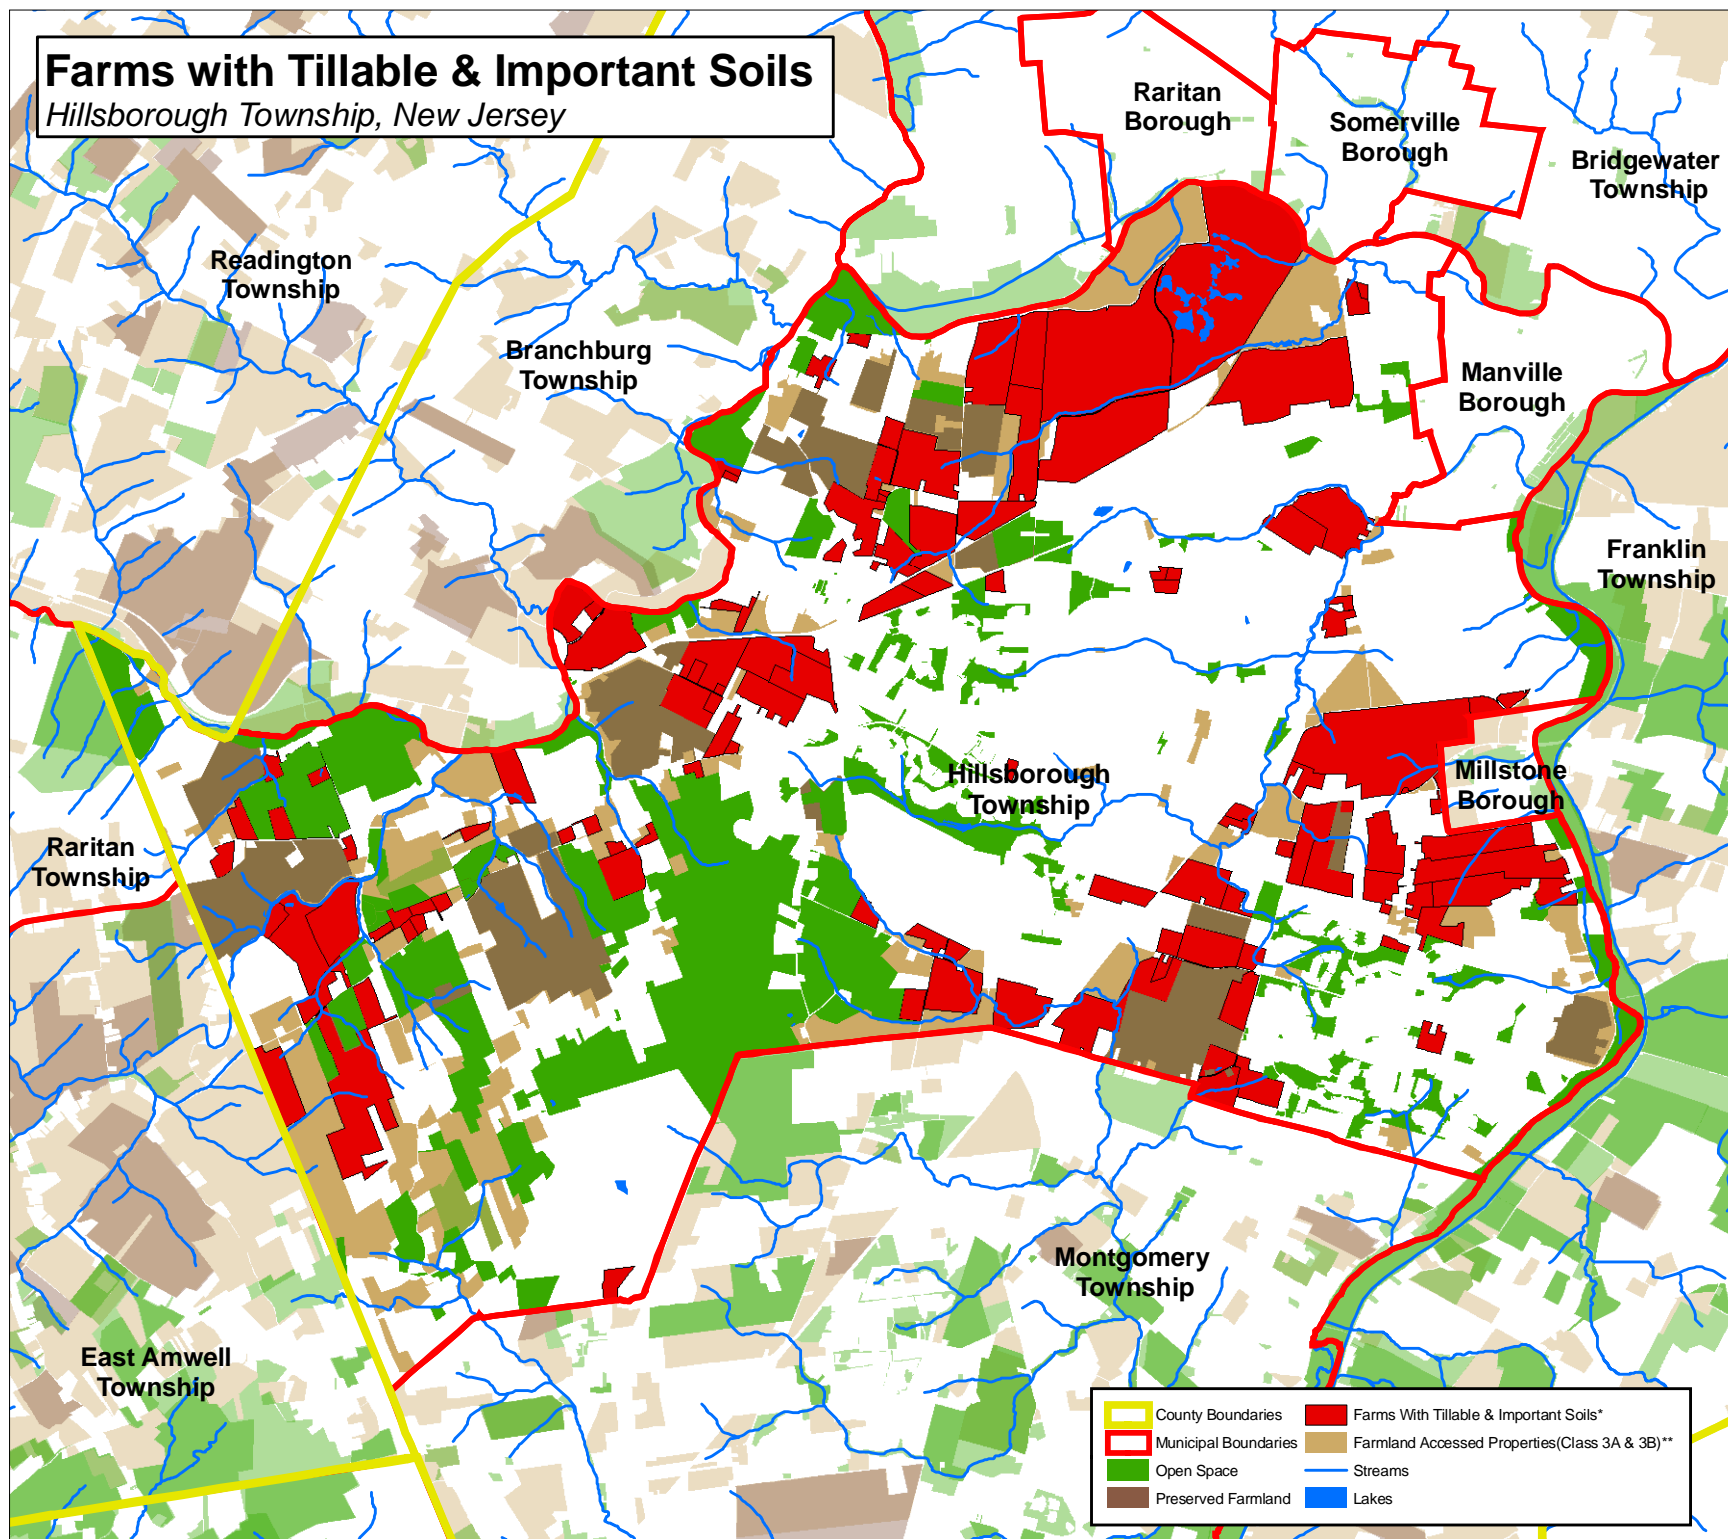 Farms with Tillable & Important Soils
Hillsborough Township, New Jersey
Raritan
Borough
Somerville
Borough
Bridgewater
Township
Readington
Township
Branchburg
Township
Manville
Borough
Franklin
Township
Hillsborough
Township
Millstone
Borough
Raritan
Township
Montgomery
Township
East Amwell
Township
County Boundaries
Municipal Boundaries
Open Space
Preserved Farmland
Farms With Tillable & Important Soils*
Farmland Accessed Properties(Class 3A & 3B)**
Streams
Lakes